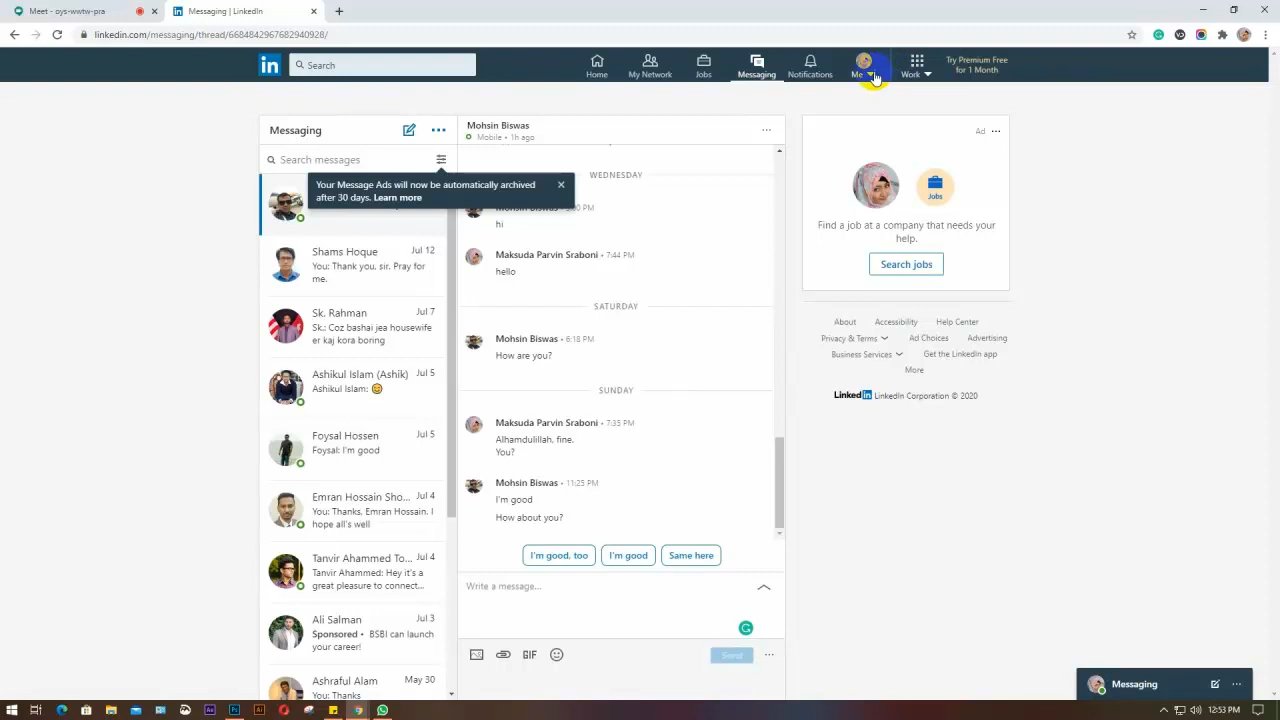 Meet - oys-wwtw-pra
Messaging | LinkedIn
linkedin.com/messaging/thread/6684842967682940928/
in
Search
Home
My Network
Jobs
Messaging
Notifications
Me
Work
Try Premium Free
for 1 Month
Messaging
Search messages
Your Message Ads will now be automatically archived
after 30 days. Learn more
Shams Hoque
Jul 12
You: Thank you, sir. Pray for
me.
Sk. Rahman
Jul 7
Sk.: Coz bashai jea housewife
er kaj kora boring
Ashikul Islam (Ashik)
Jul 5
Ashikul Islam: 😊
Foysal Hossen
Jul 5
Foysal: I'm good
Emran Hossain Sho...
Jul 4
You: Thanks, Emran Hossain. I
hope all's well
Tanvir Ahammed To...
Jul 4
Tanvir Ahammed: Hey it's a
great pleasure to connect...
Ali Salman
Jul 3
Sponsored • BSBI can launch
your career!
Ashraful Alam
May 30
You: Thanks
Mohsin Biswas
Mobile • 1h ago
WEDNESDAY
Mohsin Biswas
PM
hi
Maksuda Parvin Sraboni • 7:44 PM
hello
SATURDAY
Mohsin Biswas • 6:18 PM
How are you?
SUNDAY
Maksuda Parvin Sraboni • 7:35 PM
Alhamdulillah, fine.
You?
Mohsin Biswas • 11:25 PM
I'm good
How about you?
I'm good, too
I'm good
Same here
Write a message...
GIF
Send
Ad
Jobs
Find a job at a company that needs your
help.
Search jobs
About
Accessibility
Help Center
Privacy & Terms
Ad Choices
Advertising
Business Services
Get the LinkedIn app
More
LinkedIn LinkedIn Corporation © 2020
Messaging
12:53 PM